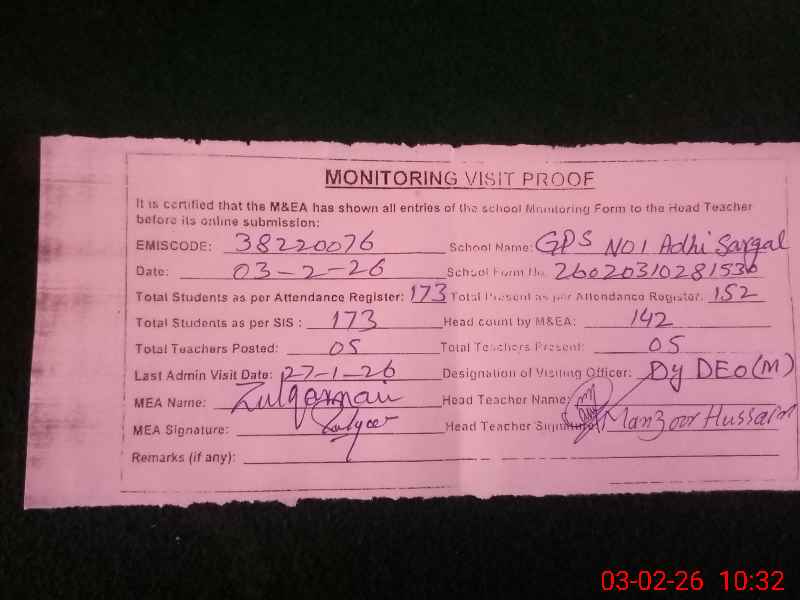 MONITORING VISIT PROOF
It is certified that the M&EA has shown all entries of the school Monitoring Form to the Head Teacher
before its online submission:
EMISCODE: 38220076 School Name: GPS NO1 Adhi Sargal
Date: 03-2-26 School Form No. 26020310281530
Total Students as per Attendance Register: 173 Total Present as per Attendance Register: 152
Total Students as per SIS : 173 Head count by M&EA: 142
Total Teachers Posted: 05 Total Teachers Present: 05
Last Admin Visit Date: 27-1-26 Designation of Visiting Officer: Dy DEO(M)
MEA Name: Zulqarnain Head Teacher Name:
MEA Signature: Head Teacher Signature: Manzoor Hussain
Remarks (if any):
03-02-26 10:32